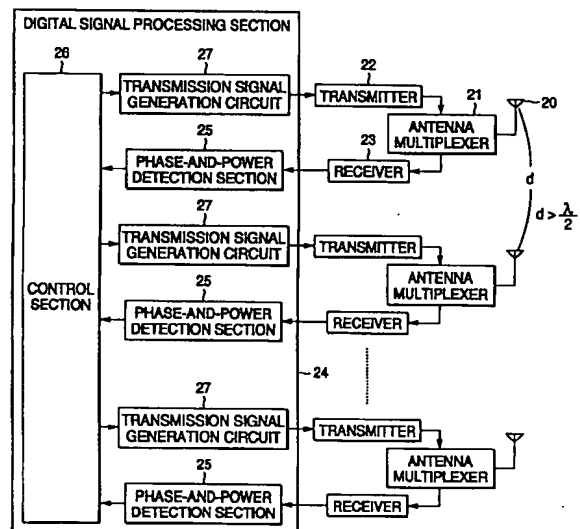 DIGITAL SIGNAL PROCESSING SECTION
26
27
22
21
20
TRANSMISSION SIGNAL
GENERATION CIRCUIT
TRANSMITTER
ANTENNA
MULTIPLEXER
25
23
PHASE-AND-POWER
DETECTION SECTION
RECEIVER
d
d > λ/2
27
TRANSMISSION SIGNAL
GENERATION CIRCUIT
TRANSMITTER
ANTENNA
MULTIPLEXER
CONTROL
SECTION
25
PHASE-AND-POWER
DETECTION SECTION
RECEIVER
24
27
TRANSMISSION SIGNAL
GENERATION CIRCUIT
TRANSMITTER
ANTENNA
MULTIPLEXER
25
PHASE-AND-POWER
DETECTION SECTION
RECEIVER